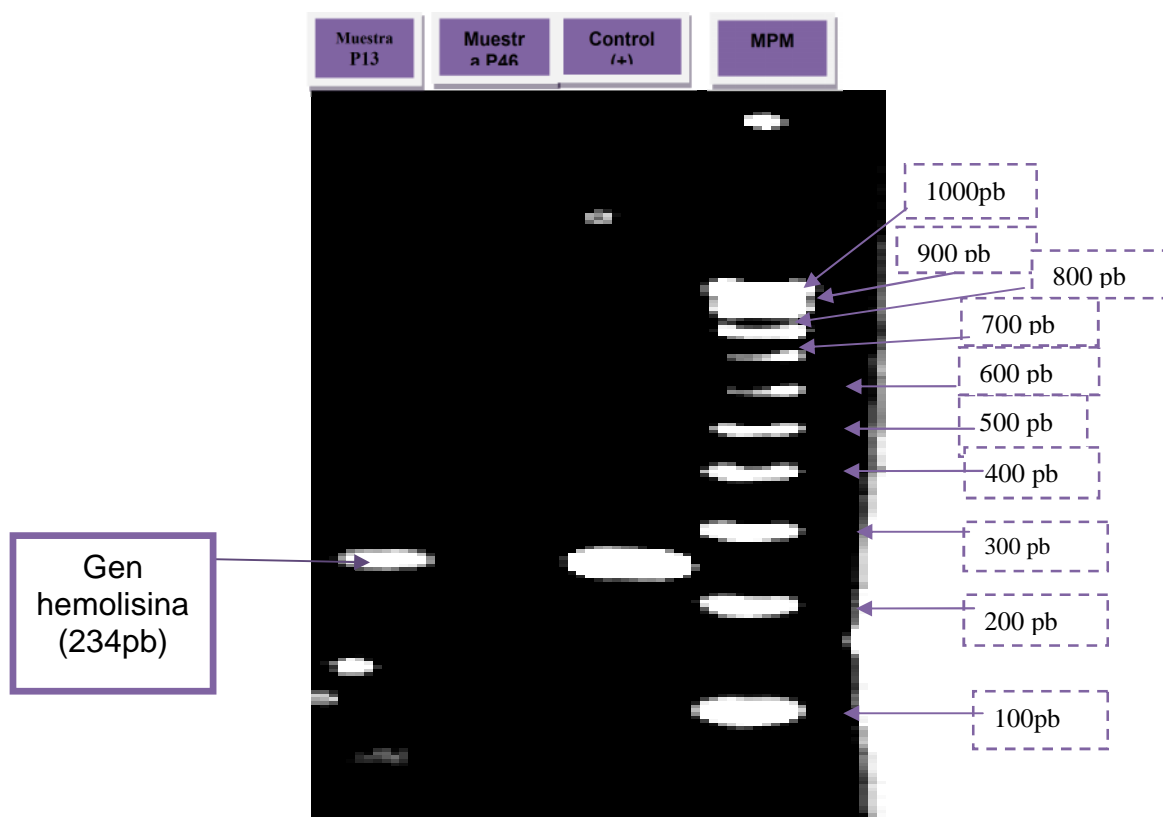 Muestra
P13
Muestr
a P46
Control
(+)
MPM
1000pb
900 pb
800 pb
700 pb
600 pb
500 pb
400 pb
300 pb
200 pb
100pb
Gen
hemolisina
(234pb)